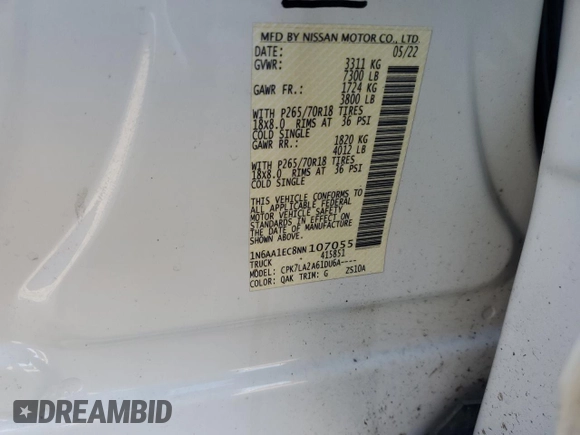 MFD BY NISSAN MOTOR CO., LTD.
DATE: 05/22
GVWR: 3311 KG
7300 LB
GAWR FR.: 1724 KG
3800 LB
WITH P265/70R18 TIRES
18x8.0 RIMS AT 36 PSI
COLD SINGLE
GAWR RR.: 1820 KG
4012 LB
WITH P265/70R18 TIRES
18x8.0 RIMS AT 36 PSI
COLD SINGLE
THIS VEHICLE CONFORMS TO
ALL APPLICABLE FEDERAL
MOTOR VEHICLE SAFETY
STANDARDS IN EFFECT ON
THE DATE OF MANUFACTURE
SHOWN ABOVE.
1N6AA1EC8NN107055
TRUCK 415851
MODEL: CPK7LA2A61DU6A----
COLOR: QAK TRIM: G ZS10A
DREAMBID